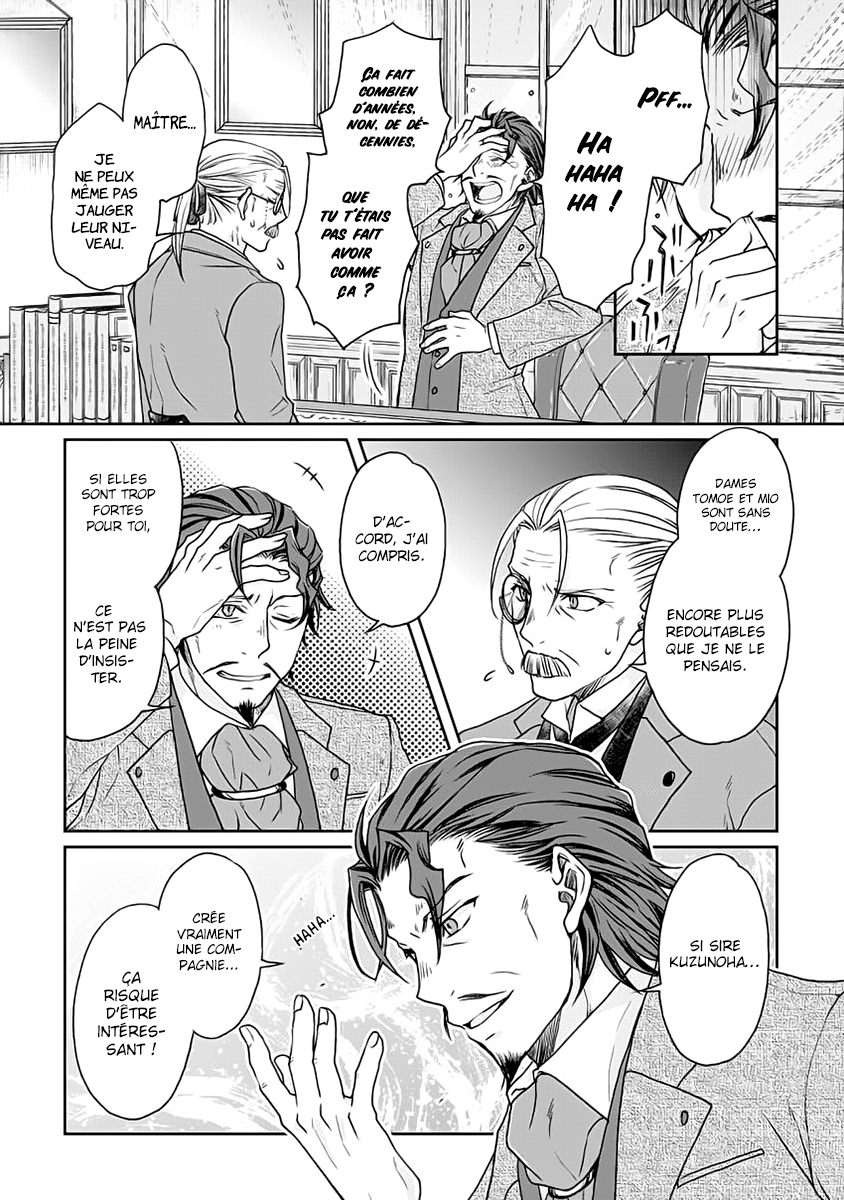 PFF...
HA
HAHA
HA !
ÇA FAIT
COMBIEN
D'ANNÉES,
NON, DE DÉ-
CENNIES,
QUE
TU T'ÉTAIS
PAS FAIT
AVOIR
COMME
ÇA ?
MAÎTRE...
JE
NE PEUX
MÊME PAS
JAUGER
LEUR NI-
VEAU.
DAMES
TOMOE ET MIO
SONT SANS
DOUTE...
ENCORE PLUS
REDOUTABLES
QUE JE NE LE
PENSAIS.
D'AC-
CORD, J'AI
COMPRIS.
SI ELLES
SONT TROP
FORTES
POUR TOI,
CE
N'EST PAS
LA PEINE
D'INSIS-
TER.
SI SIRE
KUZUNOHA...
HAHA...
CRÉE
VRAIMENT
UNE COM-
PAGNIE...
ÇA
RISQUE
D'ÊTRE
INTÉRES-
SANT !